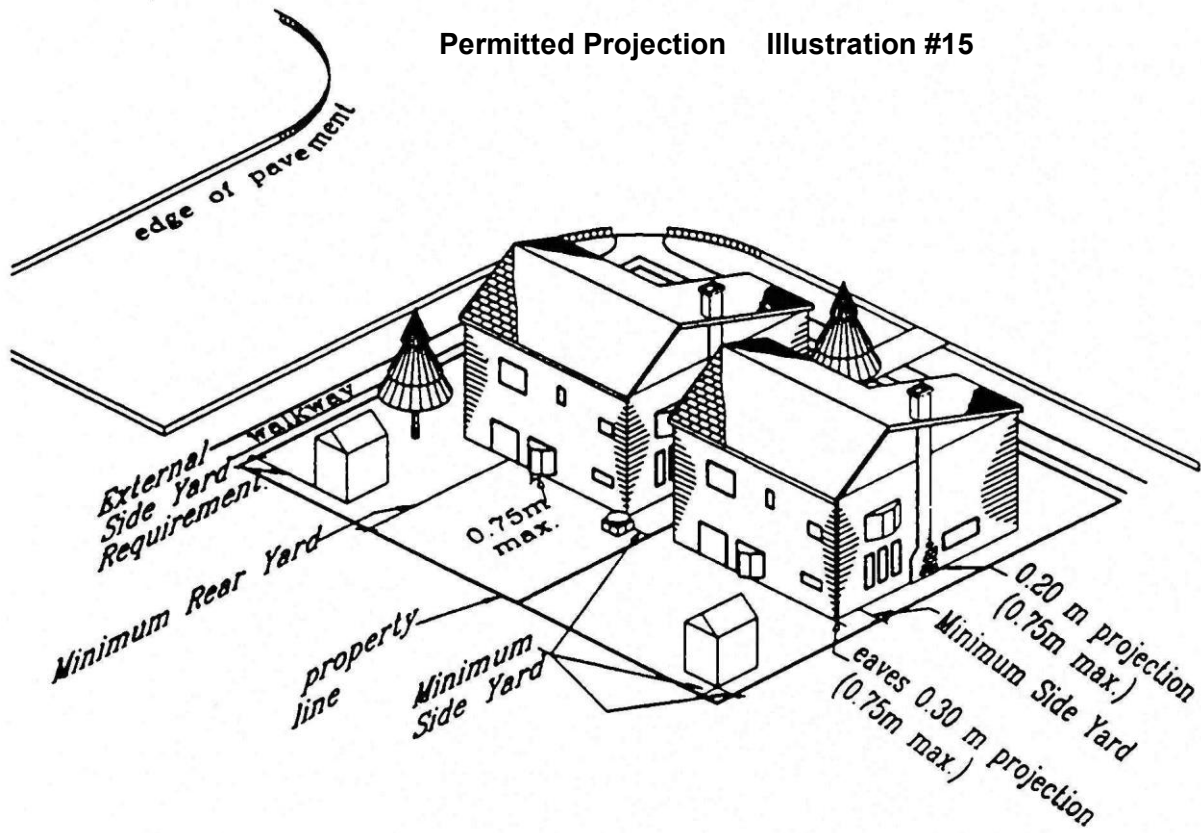 Permitted Projection Illustration #15
edge of pavement
walkway
External
Side Yard
Requirement.
Minimum Rear Yard
0.75m
max.
property
line
Minimum
Side Yard
0.20 m projection
(0.75m max.)
Minimum Side Yard
eaves 0.30 m projection
(0.75m max.)